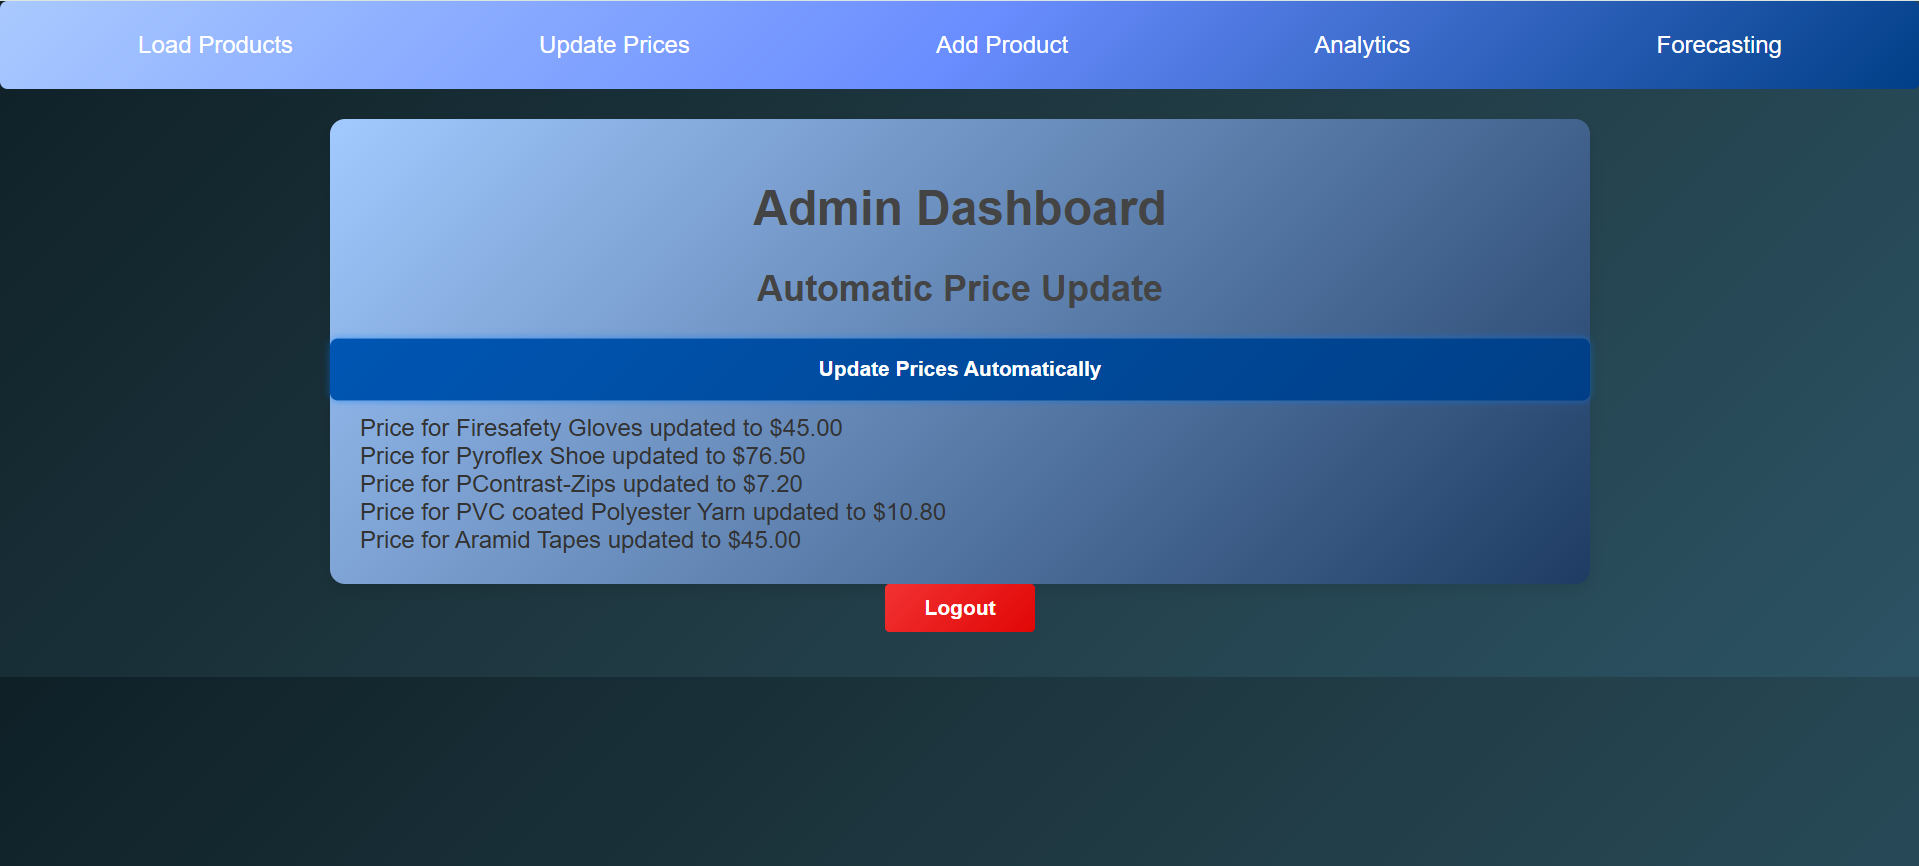 Load Products Update Prices Add Product Analytics Forecasting
Admin Dashboard
Automatic Price Update
Update Prices Automatically
Price for Firesafety Gloves updated to $45.00
Price for Pyroflex Shoe updated to $76.50
Price for PContrast-Zips updated to $7.20
Price for PVC coated Polyester Yarn updated to $10.80
Price for Aramid Tapes updated to $45.00
Logout